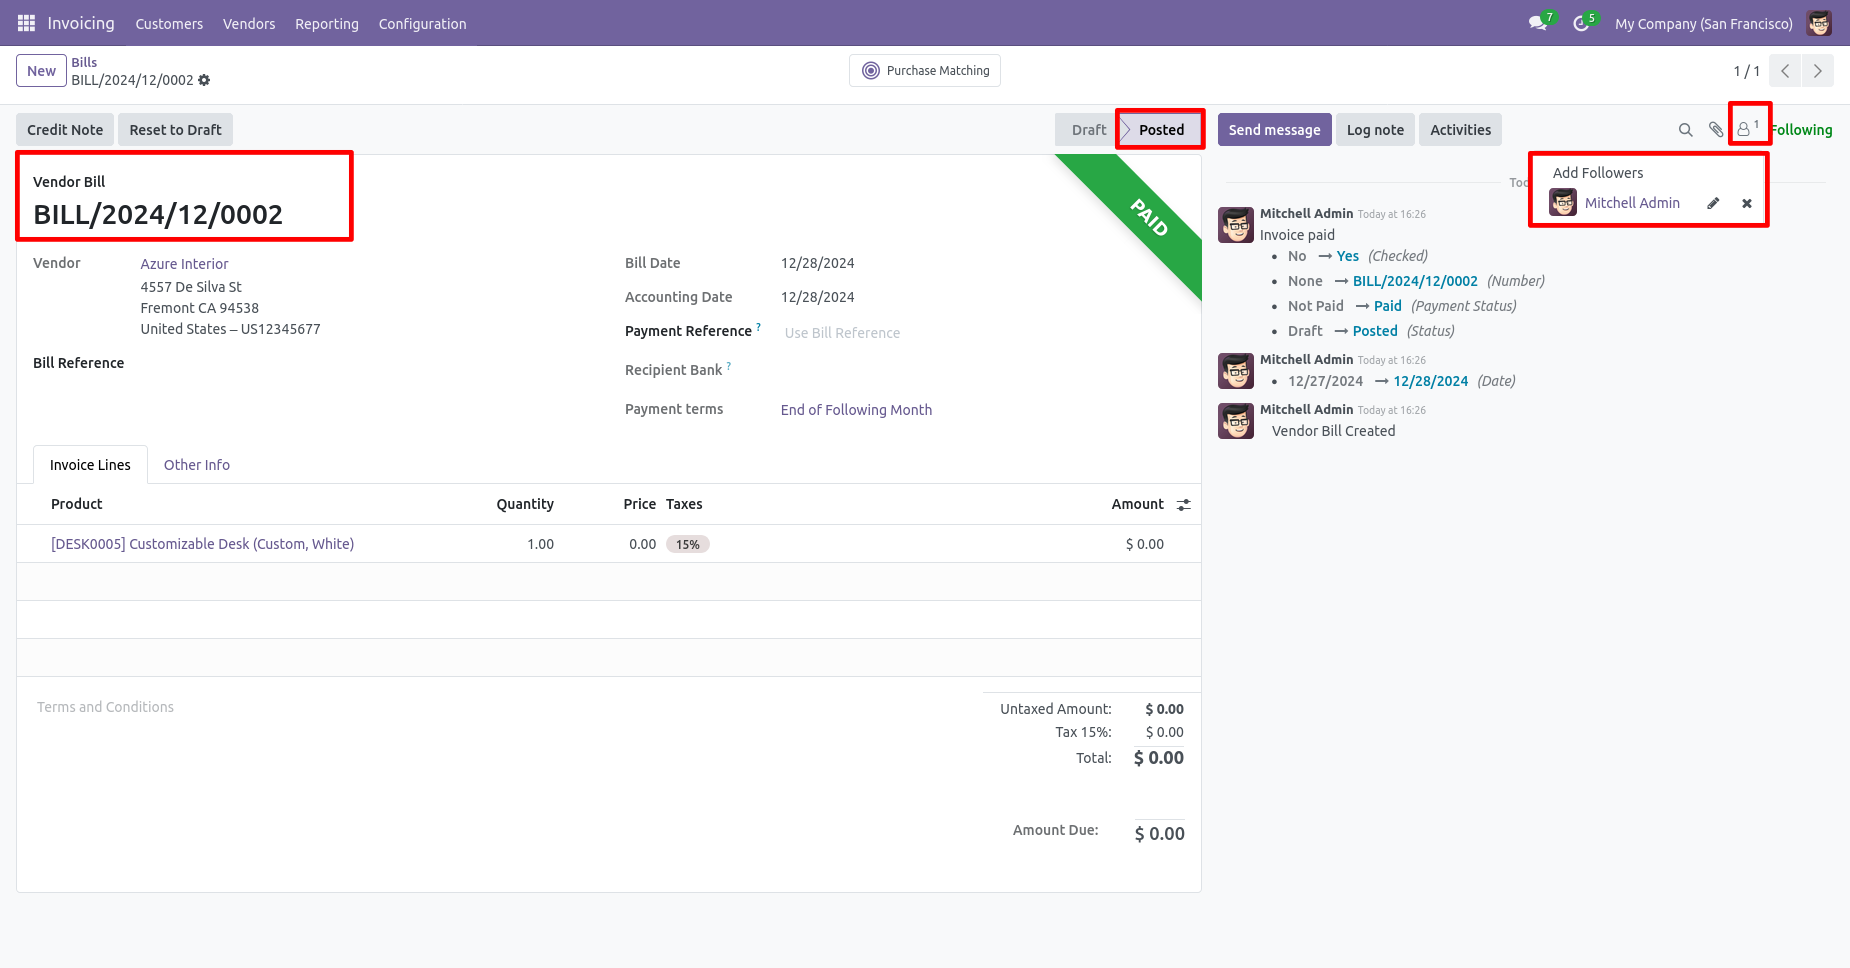 Invoicing Customers Vendors Reporting Configuration 7 5 My Company (San Francisco)
New Bills
BILL/2024/12/0002
Purchase Matching
1 / 1
Credit Note Reset to Draft Draft Posted Send message Log note Activities 1 Following
Add Followers
Mitchell Admin
Vendor Bill
BILL/2024/12/0002
PAID
Vendor Azure Interior
4557 De Silva St
Fremont CA 94538
United States – US12345677
Bill Reference
Bill Date 12/28/2024
Accounting Date 12/28/2024
Payment Reference ? Use Bill Reference
Recipient Bank ?
Payment terms End of Following Month
Invoice Lines Other Info
Product Quantity Price Taxes Amount
[DESK0005] Customizable Desk (Custom, White) 1.00 0.00 15% $ 0.00
Terms and Conditions
Untaxed Amount: $ 0.00
Tax 15%: $ 0.00
Total: $ 0.00
Amount Due: $ 0.00
Mitchell Admin Today at 16:26
Invoice paid
• No → Yes (Checked)
• None → BILL/2024/12/0002 (Number)
• Not Paid → Paid (Payment Status)
• Draft → Posted (Status)
Mitchell Admin Today at 16:26
• 12/27/2024 → 12/28/2024 (Date)
Mitchell Admin Today at 16:26
Vendor Bill Created